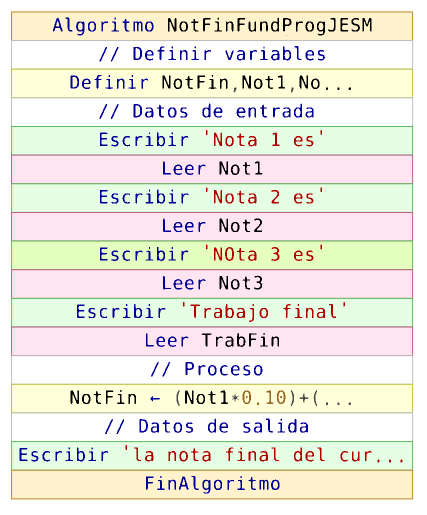 Algoritmo NotFinFundProgJESM
// Definir variables
Definir NotFin,Not1,No...
// Datos de entrada
Escribir 'Nota 1 es'
Leer Not1
Escribir 'Nota 2 es'
Leer Not2
Escribir 'NOta 3 es'
Leer Not3
Escribir 'Trabajo final'
Leer TrabFin
// Proceso
NotFin ← (Not1*0.10)+(...
// Datos de salida
Escribir 'la nota final del cur...
FinAlgoritmo